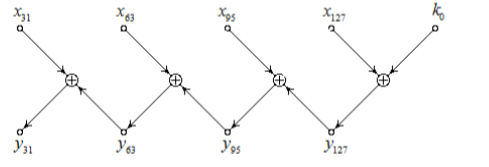 x₃₁ x₆₃ x₉₅ x₁₂₇ k₀
y₃₁ y₆₃ y₉₅ y₁₂₇